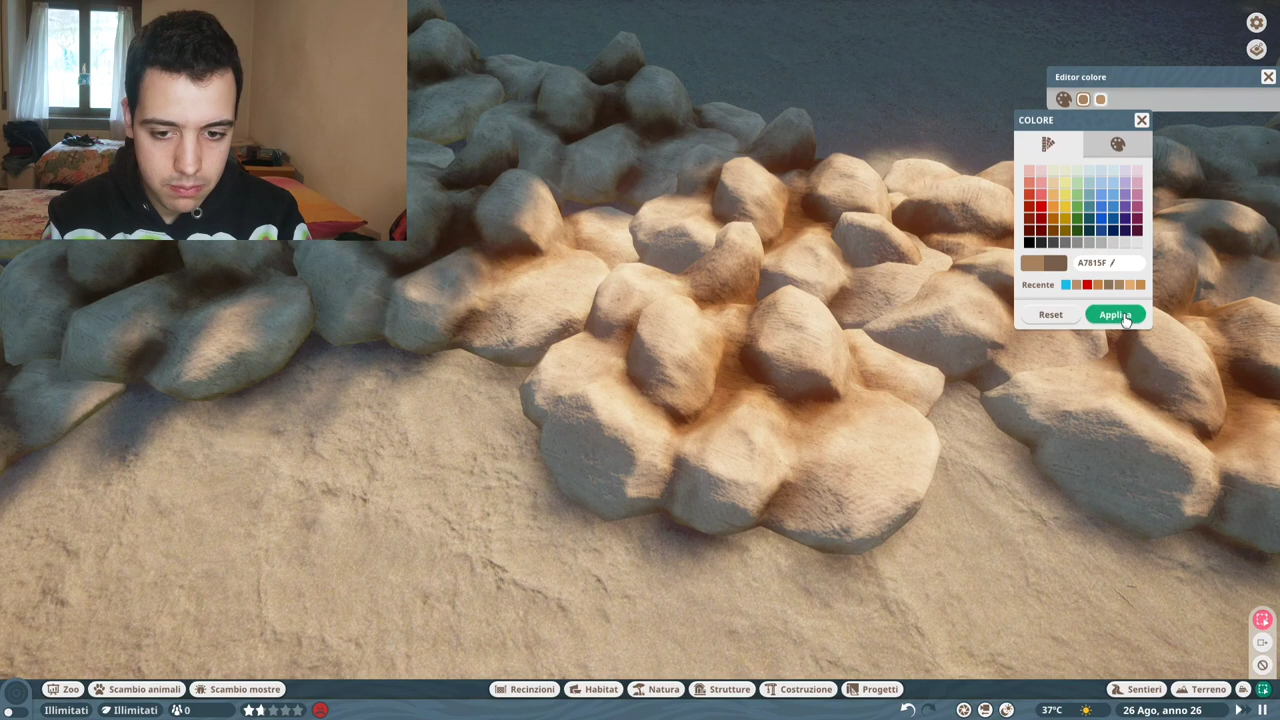 Editor colore
COLORE
A7815F
Recente
Reset
Applica
Zoo
Scambio animali
Scambio mostre
Recinzioni
Habitat
Natura
Strutture
Costruzione
Progetti
Sentieri
Terreno
Illimitati
Illimitati
0
37°C
26 Ago, anno 26